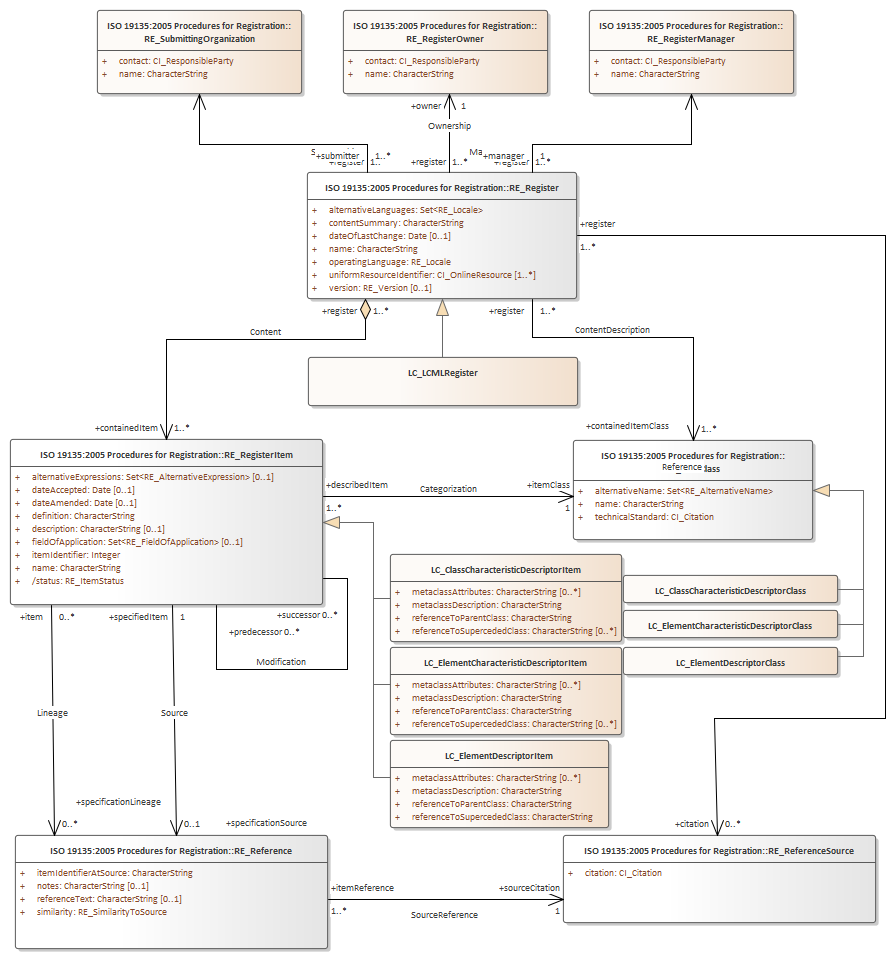 ISO 19135:2005 Procedures for Registration::
RE_SubmittingOrganization
+ contact: CI_ResponsibleParty
+ name: CharacterString
ISO 19135:2005 Procedures for Registration::
RE_RegisterOwner
+ contact: CI_ResponsibleParty
+ name: CharacterString
ISO 19135:2005 Procedures for Registration::
RE_RegisterManager
+ contact: CI_ResponsibleParty
+ name: CharacterString
+owner 1
Ownership
+submitter 1..*
+register 1..
+register 1..*
+manager 1
+register 1..*
ISO 19135:2005 Procedures for Registration::RE_Register
+ alternativeLanguages: Set<RE_Locale>
+ contentSummary: CharacterString
+ dateOfLastChange: Date [0..1]
+ name: CharacterString
+ operatingLanguage: RE_Locale
+ uniformResourceIdentifier: CI_OnlineResource [1..*]
+ version: RE_Version [0..1]
+register
1..*
+register 1..*
+register 1..*
Content
ContentDescription
LC_LCMLRegister
+containedItem 1..*
+containedItemClass 1..*
ISO 19135:2005 Procedures for Registration::RE_RegisterItem
+ alternativeExpressions: Set<RE_AlternativeExpression> [0..1]
+ dateAccepted: Date [0..1]
+ dateAmended: Date [0..1]
+ definition: CharacterString
+ description: CharacterString [0..1]
+ fieldOfApplication: Set<RE_FieldOfApplication> [0..1]
+ itemIdentifier: Integer
+ name: CharacterString
+ /status: RE_ItemStatus
ISO 19135:2005 Procedures for Registration::
Reference
+ alternativeName: Set<RE_AlternativeName>
+ name: CharacterString
+ technicalStandard: CI_Citation
+describedItem
1..*
Categorization
+itemClass
1
LC_ClassCharacteristicDescriptorItem
+ metaclassAttributes: CharacterString [0..*]
+ metaclassDescription: CharacterString
+ referenceToParentClass: CharacterString
+ referenceToSupercededClass: CharacterString [0..*]
LC_ClassCharacteristicDescriptorClass
LC_ElementCharacteristicDescriptorClass
LC_ElementDescriptorClass
LC_ElementCharacteristicDescriptorItem
+ metaclassAttributes: CharacterString [0..*]
+ metaclassDescription: CharacterString
+ referenceToParentClass: CharacterString
+ referenceToSupercededClass: CharacterString [0..*]
LC_ElementDescriptorItem
+ metaclassAttributes: CharacterString [0..*]
+ metaclassDescription: CharacterString
+ referenceToParentClass: CharacterString
+ referenceToSupercededClass: CharacterString
+item 0..*
+specifiedItem 1
+successor 0..*
+predecessor 0..*
Modification
Lineage
Source
+specificationLineage
0..*
0..1
+specificationSource
+citation 0..*
ISO 19135:2005 Procedures for Registration::RE_Reference
+ itemIdentifierAtSource: CharacterString
+ notes: CharacterString [0..1]
+ referenceText: CharacterString [0..1]
+ similarity: RE_SimilarityToSource
+itemReference
1..*
SourceReference
+sourceCitation
1
ISO 19135:2005 Procedures for Registration::RE_ReferenceSource
+ citation: CI_Citation